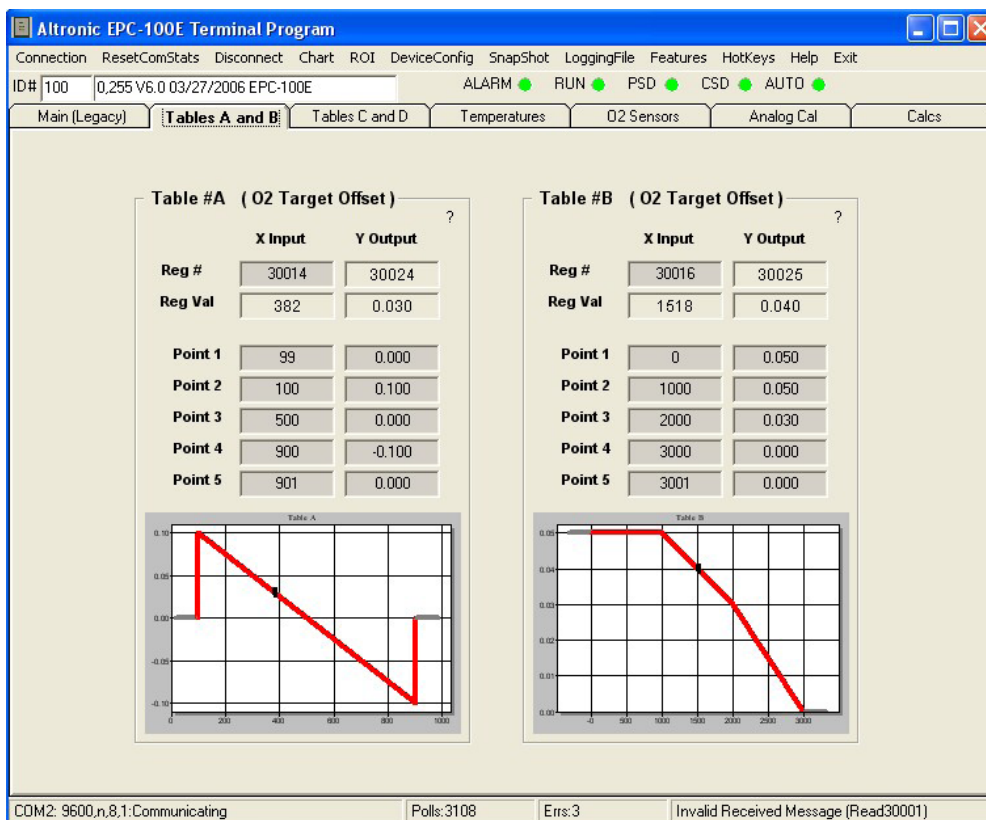 Altronic EPC-100E Terminal Program
Connection ResetComStats Disconnect Chart ROI DeviceConfig SnapShot LoggingFile Features HotKeys Help Exit
ID# 100 0,255 V6.0 03/27/2006 EPC-100E ALARM RUN PSD CSD AUTO
Main (Legacy) Tables A and B Tables C and D Temperatures O2 Sensors Analog Cal Calcs
Table #A ( O2 Target Offset )
?
X Input Y Output
Reg # 30014 30024
Reg Val 382 0.030
Point 1 99 0.000
Point 2 100 0.100
Point 3 500 0.000
Point 4 900 -0.100
Point 5 901 0.000
Table A
0.10
0.05
0.00
-0.05
-0.10
0 200 400 600 800 1000
Table #B ( O2 Target Offset )
?
X Input Y Output
Reg # 30016 30025
Reg Val 1518 0.040
Point 1 0 0.050
Point 2 1000 0.050
Point 3 2000 0.030
Point 4 3000 0.000
Point 5 3001 0.000
Table B
0.05
0.04
0.03
0.02
0.01
0.00
-0 500 1000 1500 2000 2500 3000
COM2: 9600,n,8,1:Communicating Polls:3108 Errs:3 Invalid Received Message (Read30001)